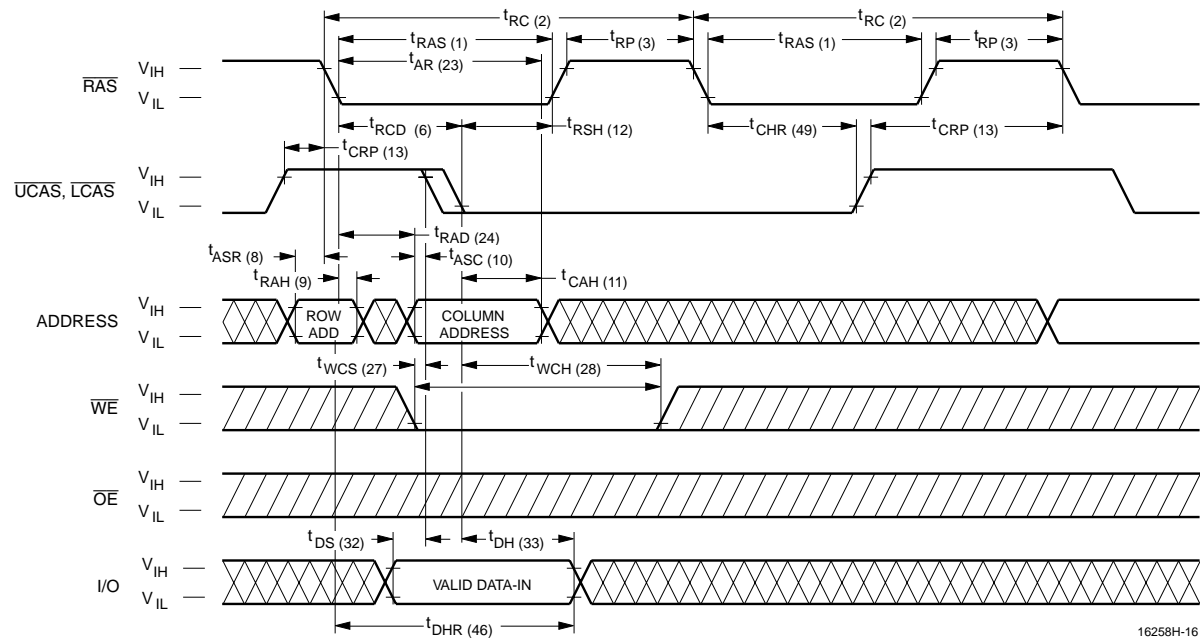 tRC (2) tRC (2)
tRAS (1) tRP (3) tRAS (1) tRP (3)
tAR (23)
RAS VIH
VIL
tRCD (6) tRSH (12) tCHR (49) tCRP (13)
tCRP (13)
UCAS, LCAS VIH
VIL
tRAD (24)
tASR (8) tASC (10)
tRAH (9) tCAH (11)
ADDRESS VIH
VIL
ROW
ADD
COLUMN
ADDRESS
tWCS (27) tWCH (28)
WE VIH
VIL
OE VIH
VIL
tDS (32) tDH (33)
I/O VIH
VIL
VALID DATA-IN
tDHR (46)
16258H-16